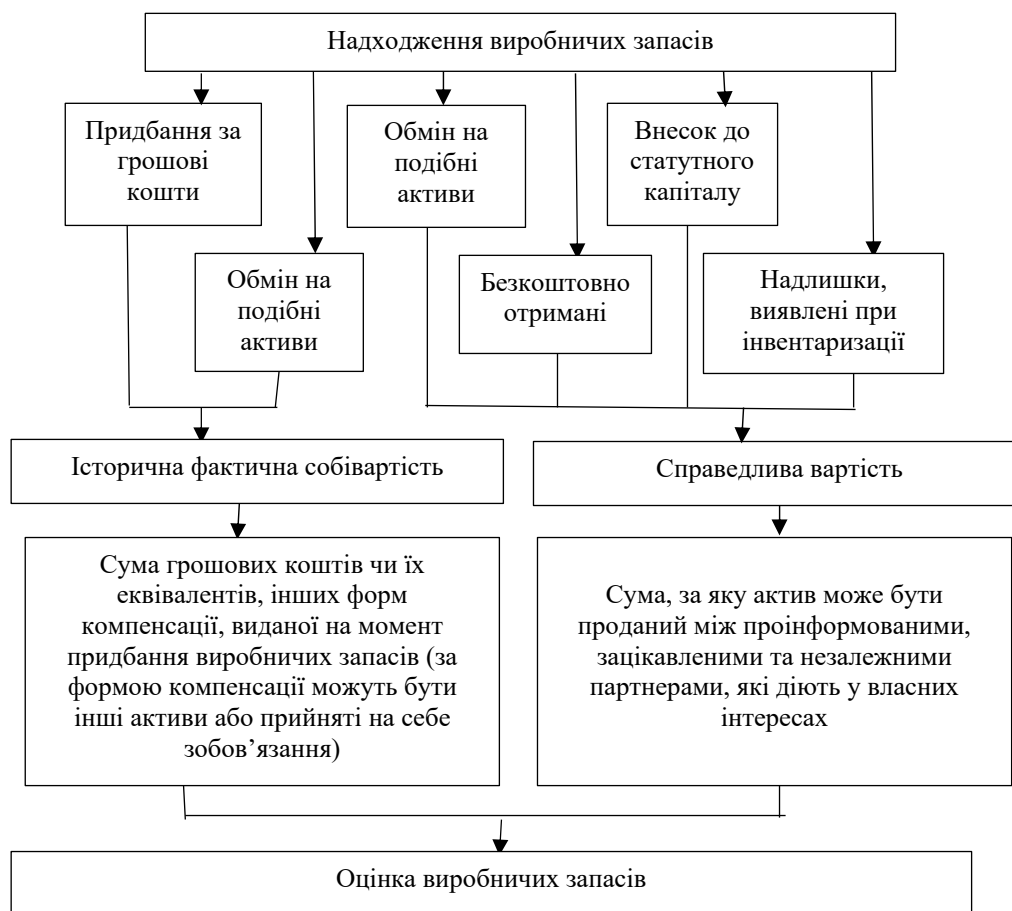 Надходження виробничих запасів
Придбання за
грошові
кошти
Обмін на
подібні
активи
Внесок до
статутного
капіталу
Обмін на
подібні
активи
Безкоштовно
отримані
Надлишки,
виявлені при
інвентаризації
Історична фактична собівартість
Справедлива вартість
Сума грошових коштів чи їх
еквівалентів, інших форм
компенсації, виданої на момент
придбання виробничих запасів (за
формою компенсації можуть бути
інші активи або прийняті на себе
зобов’язання)
Сума, за яку актив може бути
проданий між проінформованими,
зацікавленими та незалежними
партнерами, які діють у власних
інтересах
Оцінка виробничих запасів